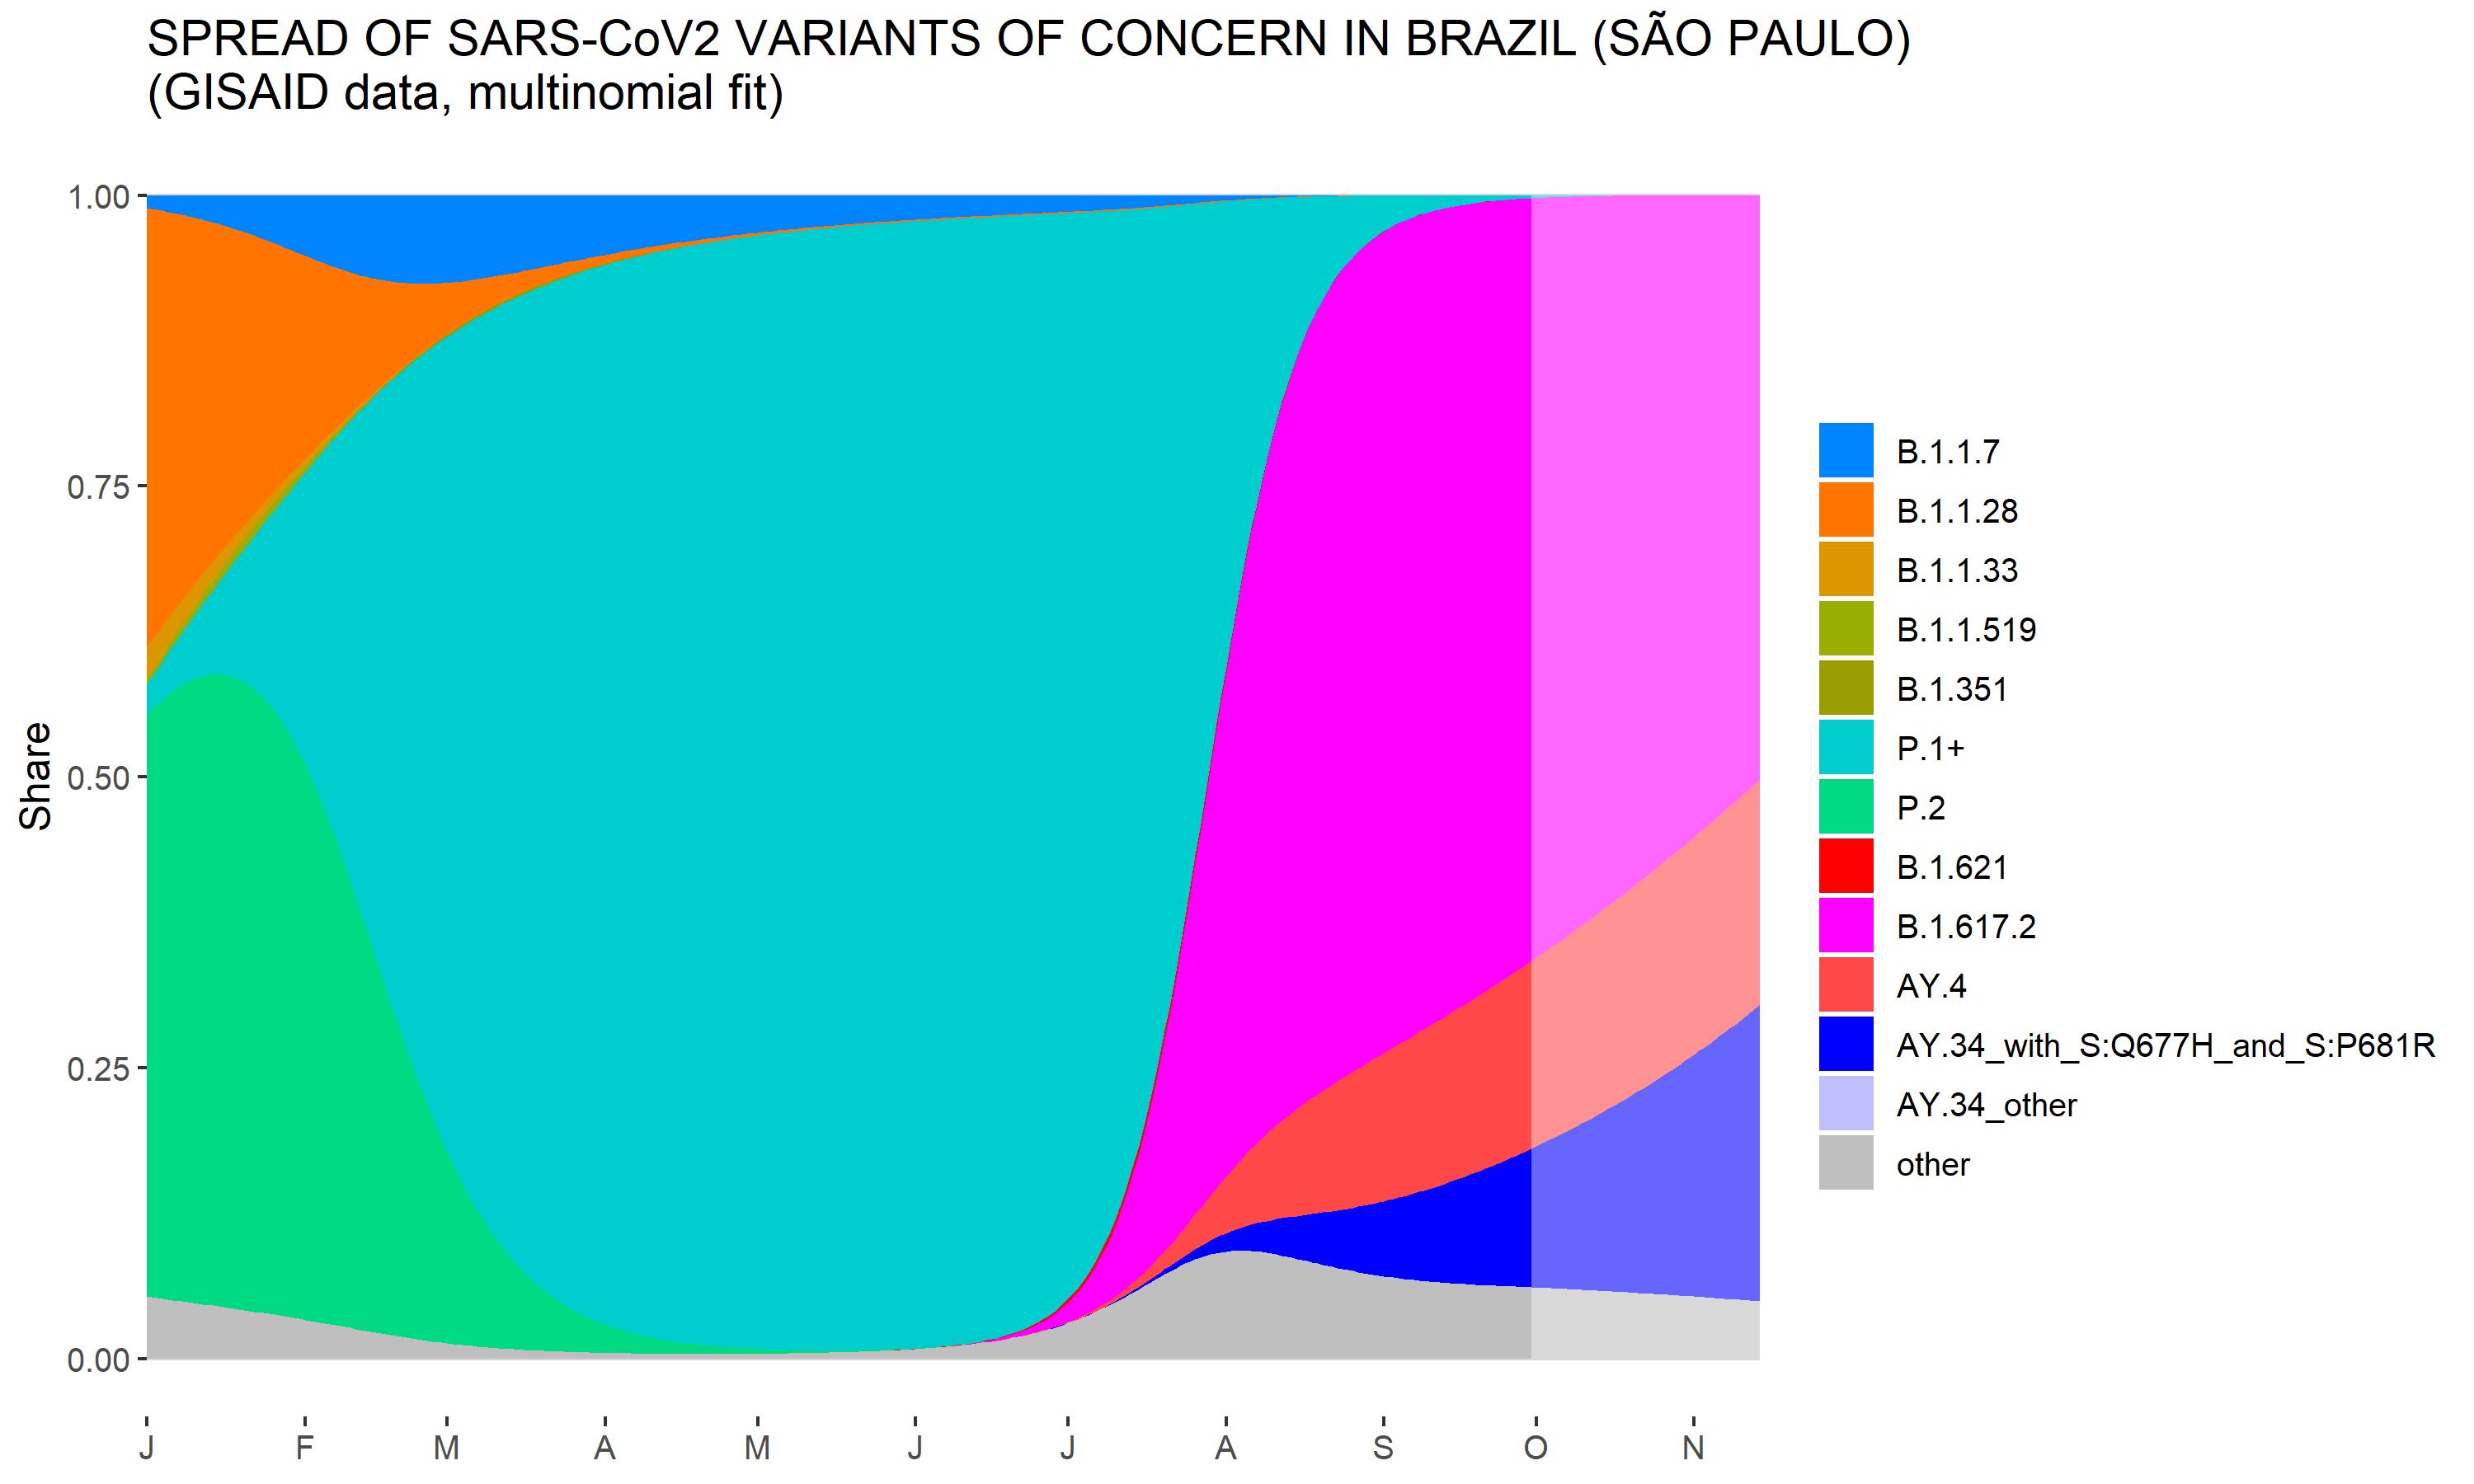 SPREAD OF SARS-CoV2 VARIANTS OF CONCERN IN BRAZIL (SÃO PAULO)
(GISAID data, multinomial fit)
1.00
0.75
0.50
0.25
0.00
Share
J F M A M J J A S O N
B.1.1.7
B.1.1.28
B.1.1.33
B.1.1.519
B.1.351
P.1+
P.2
B.1.621
B.1.617.2
AY.4
AY.34_with_S:Q677H_and_S:P681R
AY.34_other
other